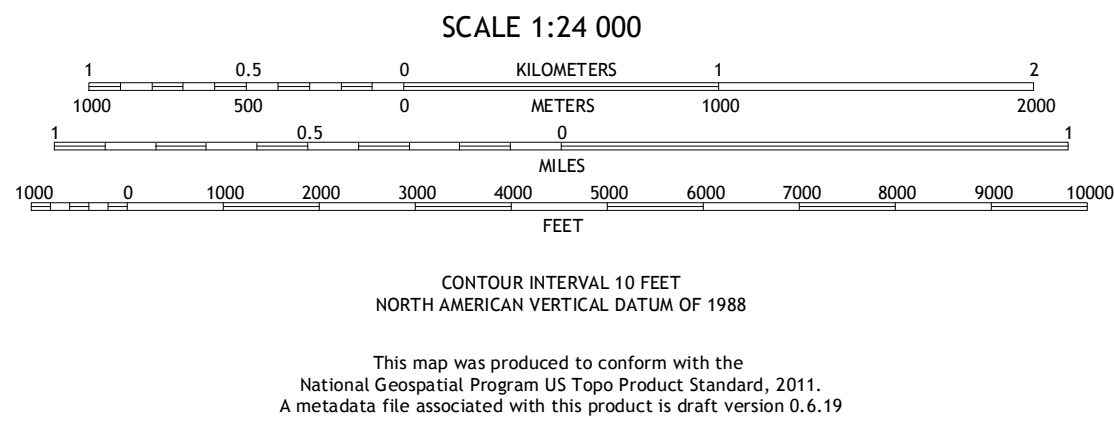 SCALE 1:24 000
1 0.5 0 KILOMETERS 1 2
1000 500 0 METERS 1000 2000
1 0.5 0 1
MILES
1000 0 1000 2000 3000 4000 5000 6000 7000 8000 9000 10000
FEET
CONTOUR INTERVAL 10 FEET
NORTH AMERICAN VERTICAL DATUM OF 1988
This map was produced to conform with the
National Geospatial Program US Topo Product Standard, 2011.
A metadata file associated with this product is draft version 0.6.19